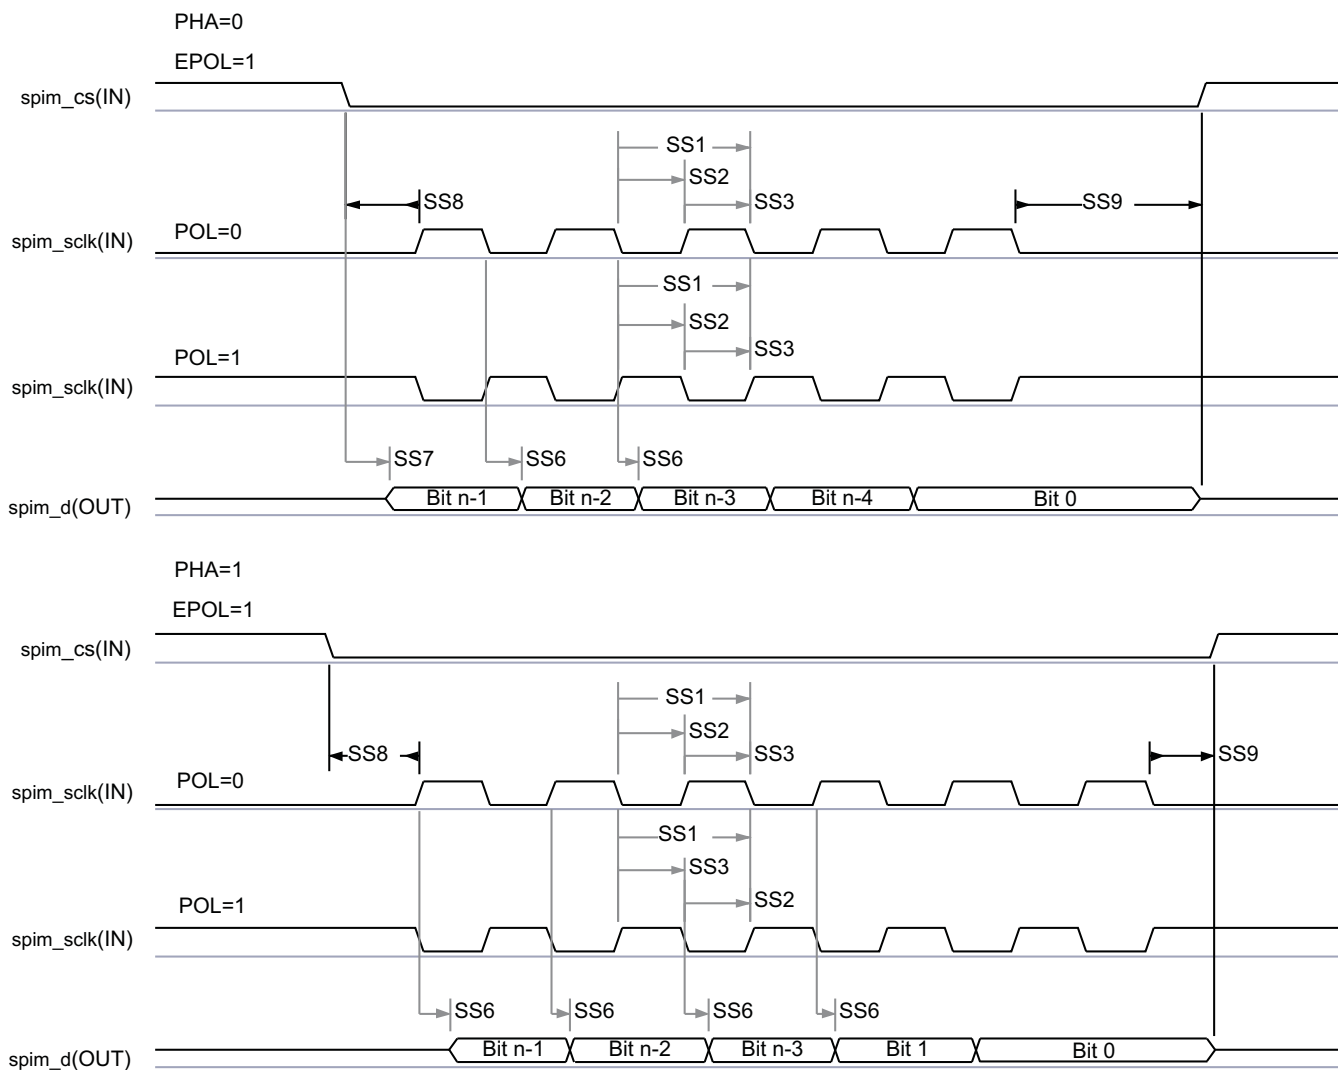 PHA=0
EPOL=1
spim_cs(IN)
SS1
SS2
SS8
SS3
SS9
POL=0
spim_sclk(IN)
SS1
SS2
SS3
POL=1
spim_sclk(IN)
SS7
SS6
SS6
Bit n-1
Bit n-2
Bit n-3
Bit n-4
Bit 0
spim_d(OUT)
PHA=1
EPOL=1
spim_cs(IN)
SS1
SS2
SS8
SS3
SS9
POL=0
spim_sclk(IN)
SS1
SS3
SS2
POL=1
spim_sclk(IN)
SS6
SS6
SS6
SS6
Bit n-1
Bit n-2
Bit n-3
Bit 1
Bit 0
spim_d(OUT)